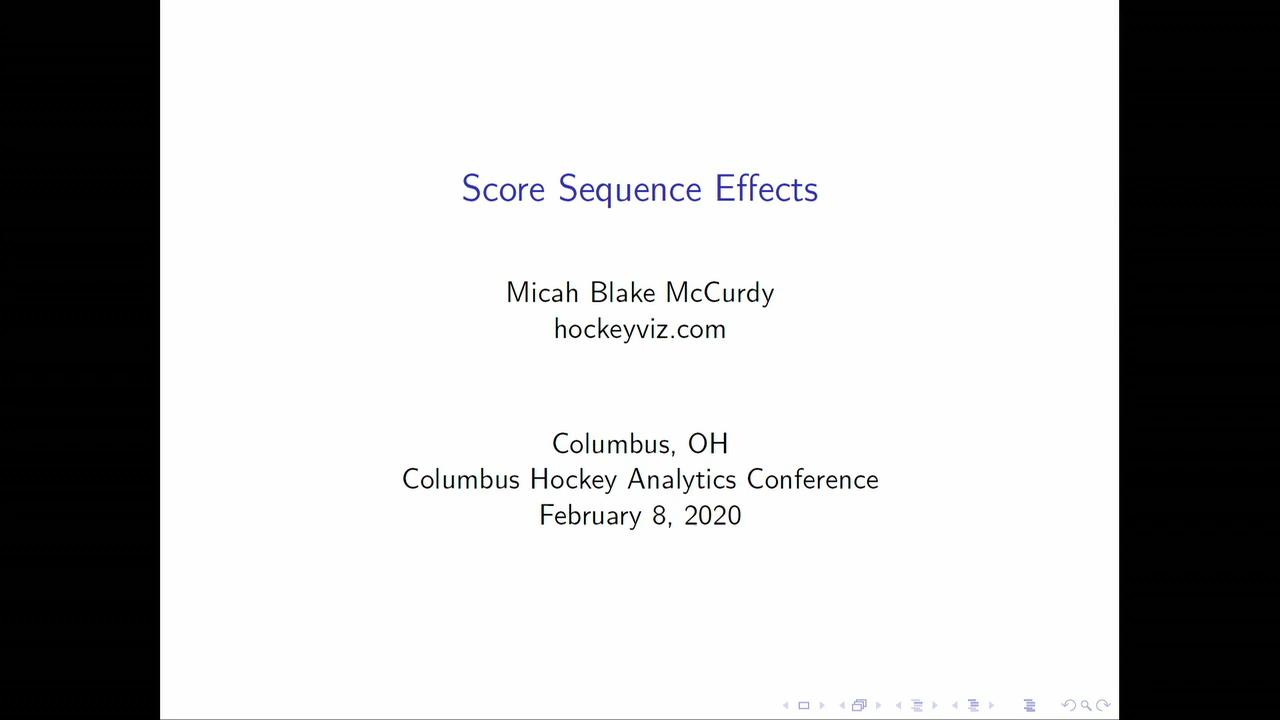 Score Sequence Effects
Micah Blake McCurdy
hockeyviz.com
Columbus, OH
Columbus Hockey Analytics Conference
February 8, 2020